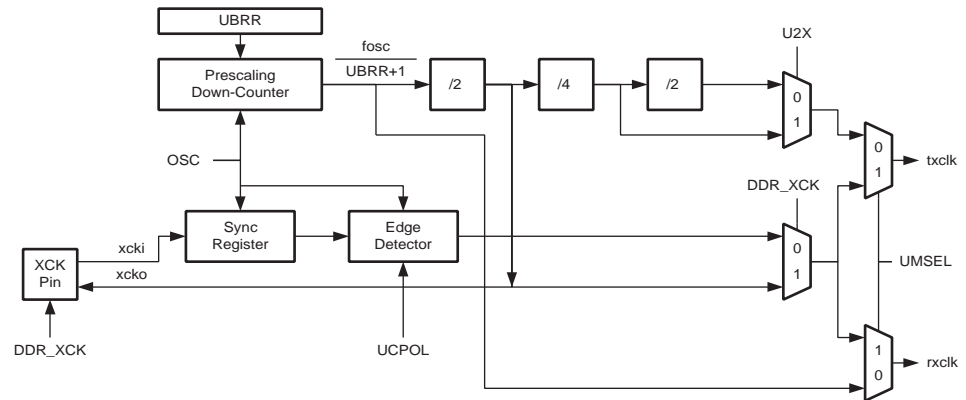 UBRR
fosc
U2X
Prescaling
Down-Counter
UBRR+1
/2
/4
/2
0
1
OSC
0
1
txclk
DDR_XCK
Sync
Register
Edge
Detector
xcki
0
1
UMSEL
XCK
Pin
xcko
DDR_XCK
UCPOL
1
0
rxclk